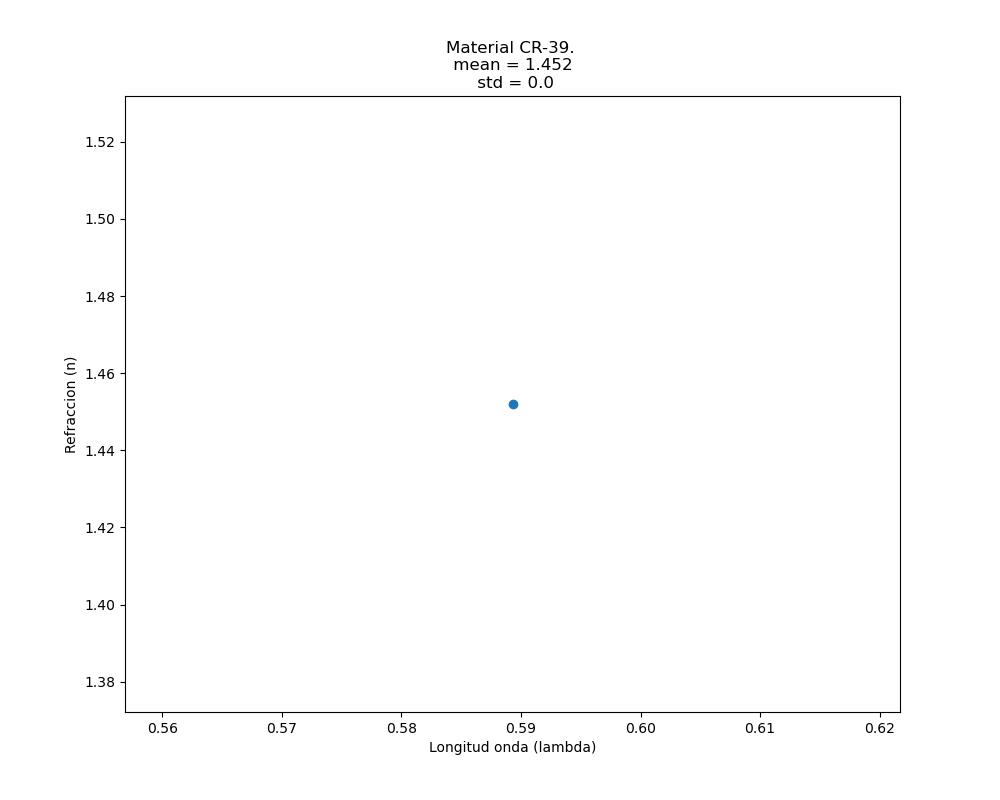 Material CR-39.
mean = 1.452
std = 0.0
Refraccion (n)
1.52
1.50
1.48
1.46
1.44
1.42
1.40
1.38
0.56 0.57 0.58 0.59 0.60 0.61 0.62
Longitud onda (lambda)